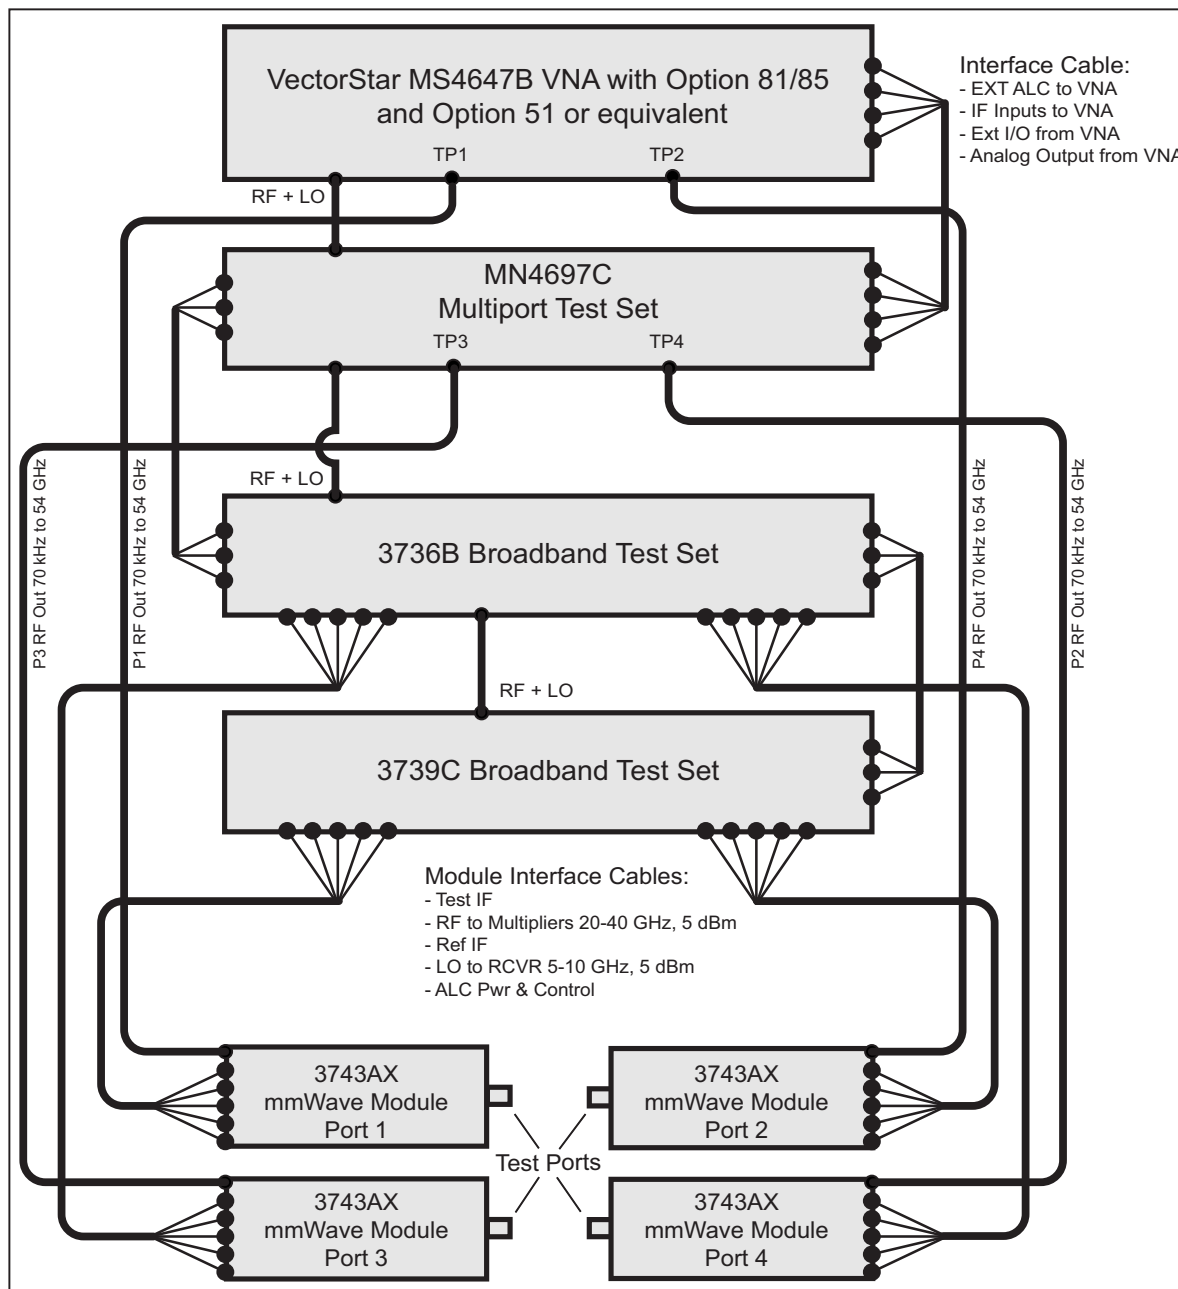 VectorStar MS4647B VNA with Option 81/85
and Option 51 or equivalent
TP1
TP2
Interface Cable:
- EXT ALC to VNA
- IF Inputs to VNA
- Ext I/O from VNA
- Analog Output from VNA
RF + LO
MN4697C
Multiport Test Set
TP3
TP4
RF + LO
P3 RF Out 70 kHz to 54 GHz
P1 RF Out 70 kHz to 54 GHz
P4 RF Out 70 kHz to 54 GHz
P2 RF Out 70 kHz to 54 GHz
3736B Broadband Test Set
RF + LO
3739C Broadband Test Set
Module Interface Cables:
- Test IF
- RF to Multipliers 20-40 GHz, 5 dBm
- Ref IF
- LO to RCVR 5-10 GHz, 5 dBm
- ALC Pwr & Control
3743AX
mmWave Module
Port 1
3743AX
mmWave Module
Port 2
Test Ports
3743AX
mmWave Module
Port 3
3743AX
mmWave Module
Port 4